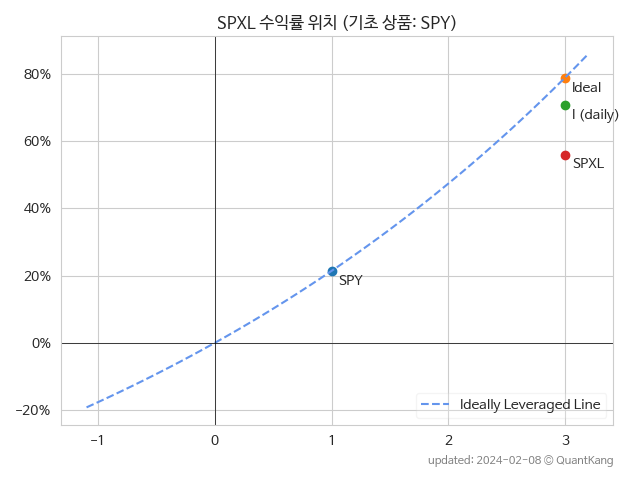 SPXL 수익률 위치 (기초 상품: SPY)
80%
60%
40%
20%
0%
−20%
Ideal
I (daily)
SPXL
SPY
Ideally Leveraged Line
−1
0
1
2
3
updated: 2024-02-08 © QuantKang